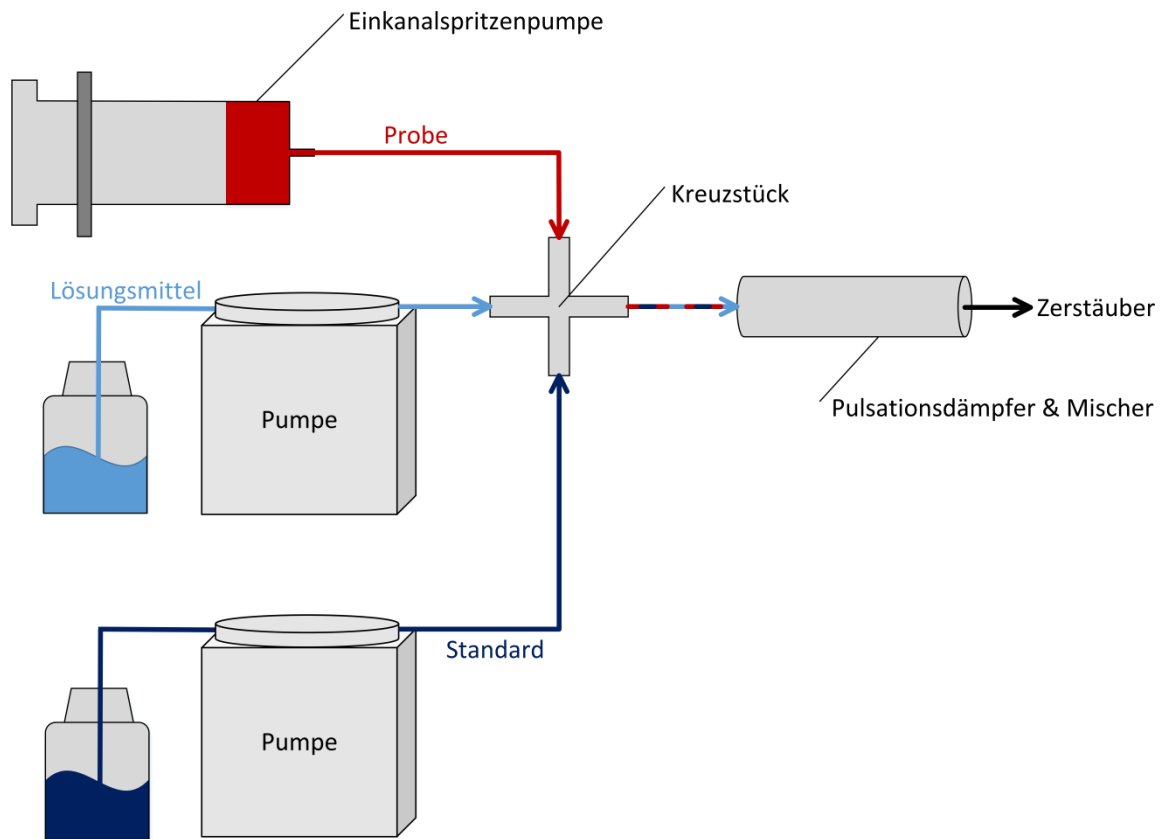 Einkanalspritzenpumpe
Probe
Kreuzstück
Lösungsmittel
Zerstäuber
Pulsationsdämpfer & Mischer
Pumpe
Standard
Pumpe